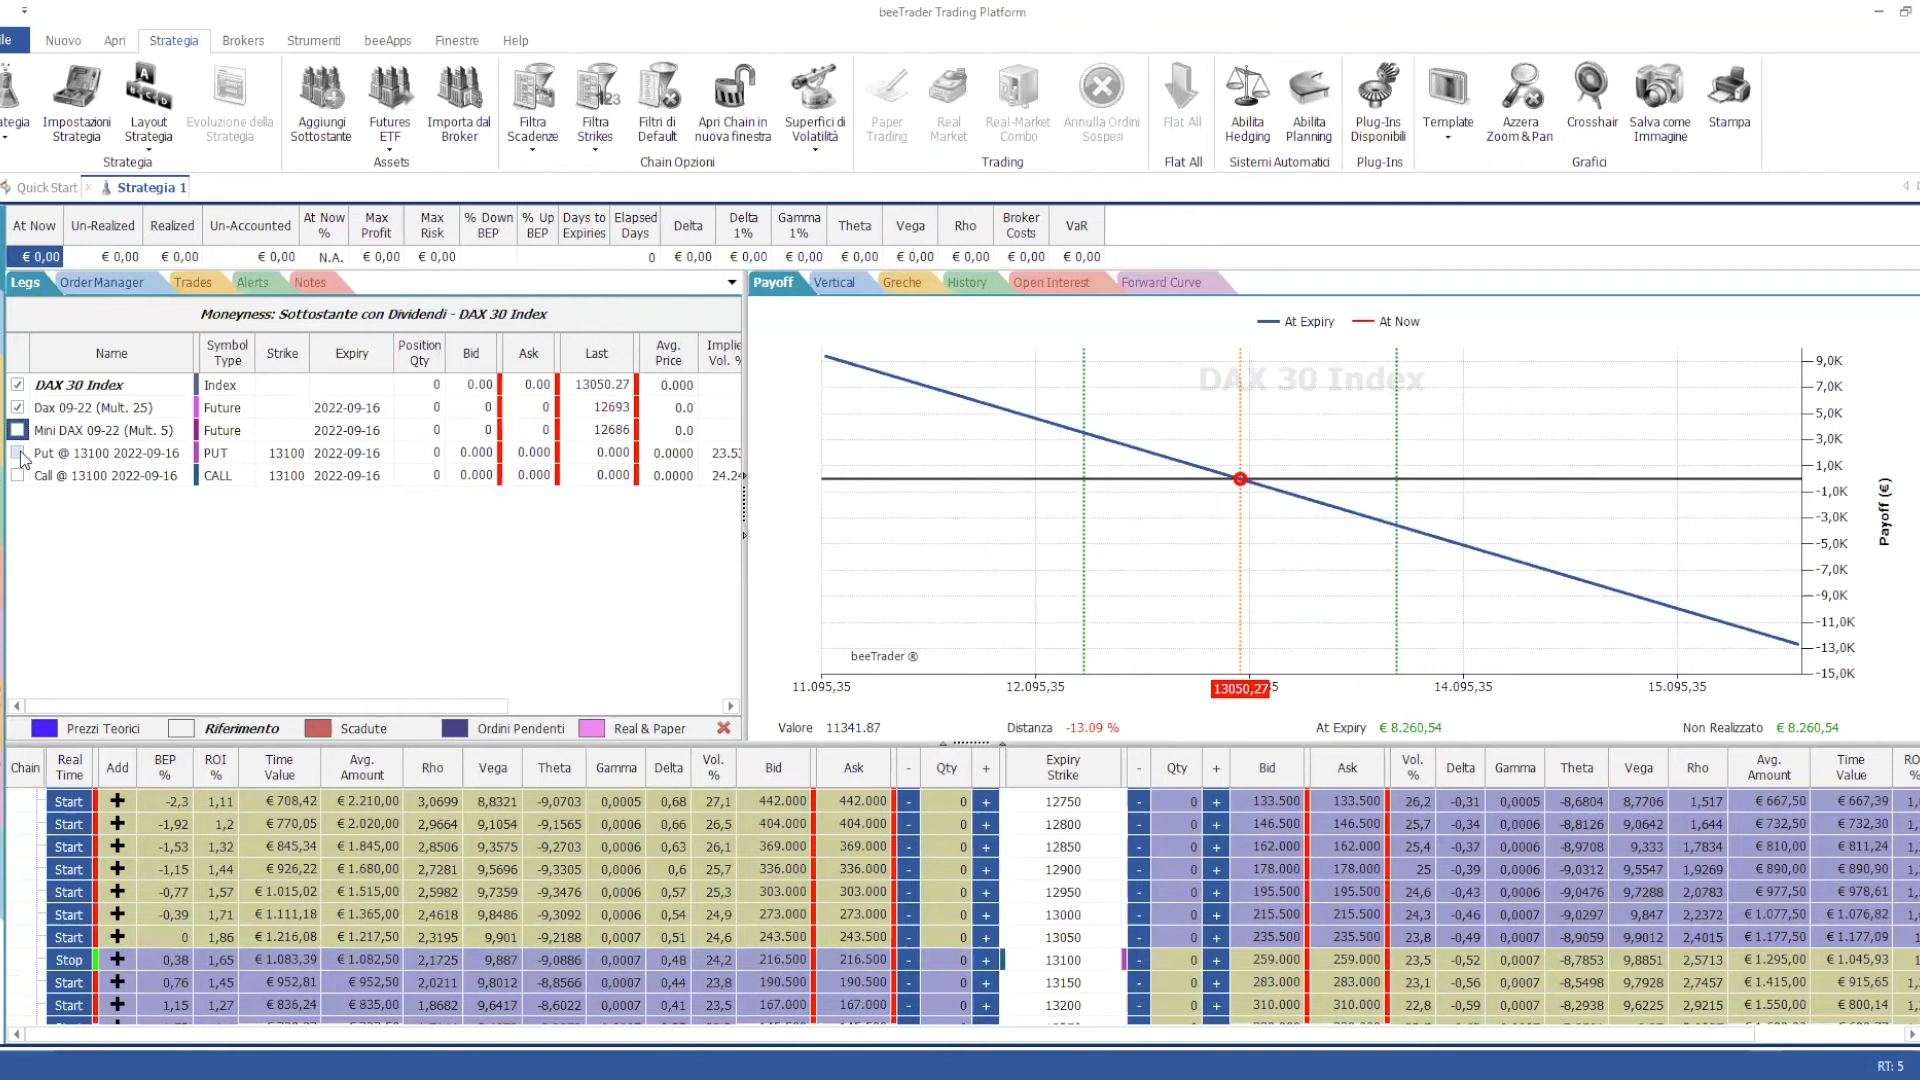 beeTrader Trading Platform
ile Nuovo Apri Strategia Brokers Strumenti beeApps Finestre Help
ategia Impostazioni Strategia Layout Strategia Evoluzione della Strategia Aggiungi Sottostante Futures ETF Importa dal Broker Filtra Scadenze Filtra Strikes Filtri di Default Apri Chain in nuova finestra Superfici di Volatilità Paper Trading Real Market Real-Market Combo Annulla Ordini Sospesi Flat All Abilita Hedging Abilita Planning Plug-Ins Disponibili Template Azzera Zoom & Pan Crosshair Salva come Immagine Stampa
Strategia Assets Chain Opzioni Trading Flat All Sistemi Automatici Plug-Ins Grafici
Quick Start Strategia 1
At Now Un-Realized Realized Un-Accounted At Now % Max Profit Max Risk % Down BEP % Up BEP Days to Expiries Elapsed Days Delta Delta 1% Gamma 1% Theta Vega Rho Broker Costs VaR
€ 0,00 € 0,00 € 0,00 € 0,00 N.A. € 0,00 € 0,00 0 € 0,00 € 0,00 € 0,00 € 0,00 € 0,00 € 0,00 € 0,00 € 0,00
Legs OrderManager Trades Alerts Notes
Moneyness: Sottostante con Dividendi - DAX 30 Index
Name Symbol Type Strike Expiry Position Qty Bid Ask Last Avg. Price Implie Vol. %
DAX 30 Index Index 0 0.00 0.00 13050.27 0.000
Dax 09-22 (Mult. 25) Future 2022-09-16 0 0 0 12693 0.0
Mini DAX 09-22 (Mult. 5) Future 2022-09-16 0 0 0 12686 0.0
Put @ 13100 2022-09-16 PUT 13100 2022-09-16 0 0.000 0.000 0.000 0.0000 23.53
Call @ 13100 2022-09-16 CALL 13100 2022-09-16 0 0.000 0.000 0.000 0.0000 24.24
Prezzi Teorici Riferimento Scadute Ordini Pendenti Real & Paper
Payoff Vertical Greche History Open Interest Forward Curve
At Expiry At Now
DAX 30 Index
9,0K
7,0K
5,0K
3,0K
1,0K
-1,0K
-3,0K
-5,0K
-7,0K
-9,0K
-11,0K
-13,0K
-15,0K
Payoff (€)
beeTrader ®
11.095,35 12.095,35 13050,27 14.095,35 15.095,35
Valore 11341.87 Distanza -13.09 % At Expiry € 8.260,54 Non Realizzato € 8.260,54
Chain Real Time Add BEP % ROI % Time Value Avg. Amount Rho Vega Theta Gamma Delta Vol. % Bid Ask - Qty + Expiry Strike - Qty + Bid Ask Vol. % Delta Gamma Theta Vega Rho Avg. Amount Time Value RO %
Start -2,3 1,11 € 708,42 € 2.210,00 3,0699 8,8321 -9,0703 0,0005 0,68 27,1 442.000 442.000 - 0 + 12750 - 0 + 133.500 133.500 26,2 -0,31 0,0005 -8,6804 8,7706 1,517 € 667,50 € 667,39 1,
Start -1,92 1,2 € 770,05 € 2.020,00 2,9664 9,1054 -9,1565 0,0006 0,66 26,5 404.000 404.000 - 0 + 12800 - 0 + 146.500 146.500 25,7 -0,34 0,0006 -8,8126 9,0642 1,644 € 732,50 € 732,30 1,
Start -1,53 1,32 € 845,34 € 1.845,00 2,8506 9,3575 -9,2703 0,0006 0,63 26,1 369.000 369.000 - 0 + 12850 - 0 + 162.000 162.000 25,4 -0,37 0,0006 -8,9708 9,333 1,7834 € 810,00 € 811,24 1,
Start -1,15 1,44 € 926,22 € 1.680,00 2,7281 9,5696 -9,3305 0,0006 0,6 25,7 336.000 336.000 - 0 + 12900 - 0 + 178.000 178.000 25 -0,39 0,0006 -9,0312 9,5547 1,9269 € 890,00 € 890,90 1,
Start -0,77 1,57 € 1.015,02 € 1.515,00 2,5982 9,7359 -9,3476 0,0006 0,57 25,3 303.000 303.000 - 0 + 12950 - 0 + 195.500 195.500 24,6 -0,43 0,0006 -9,0476 9,7288 2,0783 € 977,50 € 978,61 1,
Start -0,39 1,71 € 1.111,18 € 1.365,00 2,4618 9,8486 -9,3092 0,0006 0,54 24,9 273.000 273.000 - 0 + 13000 - 0 + 215.500 215.500 24,3 -0,46 0,0007 -9,0297 9,847 2,2372 € 1.077,50 € 1.076,82 1,
Start 0 1,86 € 1.216,08 € 1.217,50 2,3195 9,901 -9,2188 0,0007 0,51 24,6 243.500 243.500 - 0 + 13050 - 0 + 235.500 235.500 23,8 -0,49 0,0007 -8,9059 9,9012 2,4015 € 1.177,50 € 1.177,09 1,
Stop 0,38 1,65 € 1.083,39 € 1.082,50 2,1725 9,887 -9,0886 0,0007 0,48 24,2 216.500 216.500 - 0 + 13100 - 0 + 259.000 259.000 23,5 -0,52 0,0007 -8,7853 9,8851 2,5713 € 1.295,00 € 1.045,93 1
Start 0,76 1,45 € 952,81 € 952,50 2,0211 9,8012 -8,8566 0,0007 0,44 23,8 190.500 190.500 - 0 + 13150 - 0 + 283.000 283.000 23,1 -0,56 0,0007 -8,5498 9,7928 2,7457 € 1.415,00 € 915,65 1,
Start 1,15 1,27 € 836,24 € 835,00 1,8682 9,6417 -8,6022 0,0007 0,41 23,5 167.000 167.000 - 0 + 13200 - 0 + 310.000 310.000 22,8 -0,59 0,0007 -8,2938 9,6225 2,9215 € 1.550,00 € 800,14 1,
RT: 5